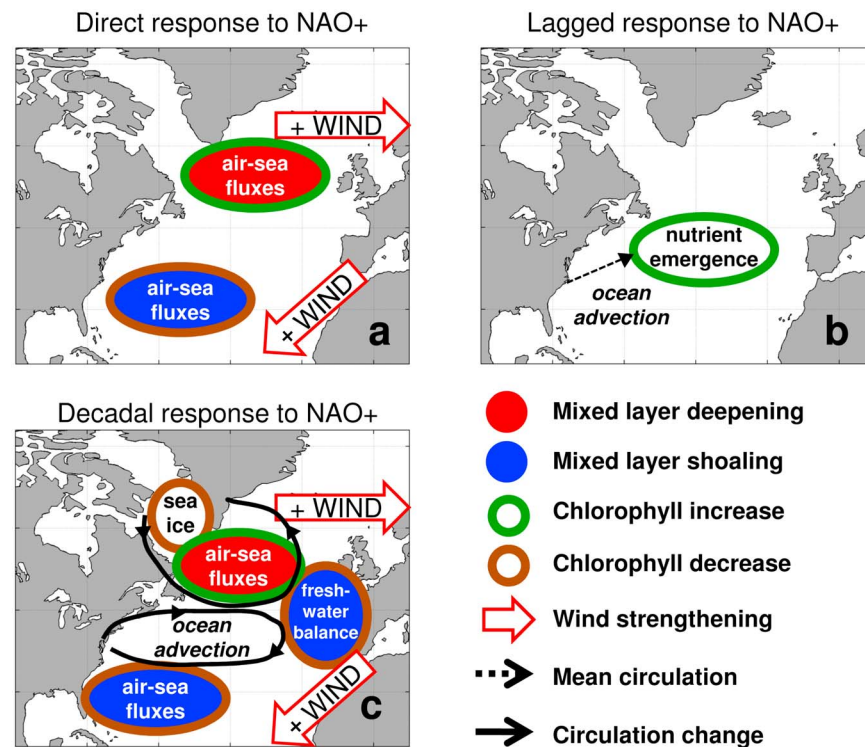 Direct response to NAO+
+ WIND
air-sea
fluxes
air-sea
fluxes
+ WIND
a
Lagged response to NAO+
nutrient
emergence
ocean
advection
b
Decadal response to NAO+
sea
ice
+ WIND
air-sea
fluxes
fresh-
water
balance
ocean
advection
air-sea
fluxes
+ WIND
c
Mixed layer deepening
Mixed layer shoaling
Chlorophyll increase
Chlorophyll decrease
Wind strengthening
Mean circulation
Circulation change